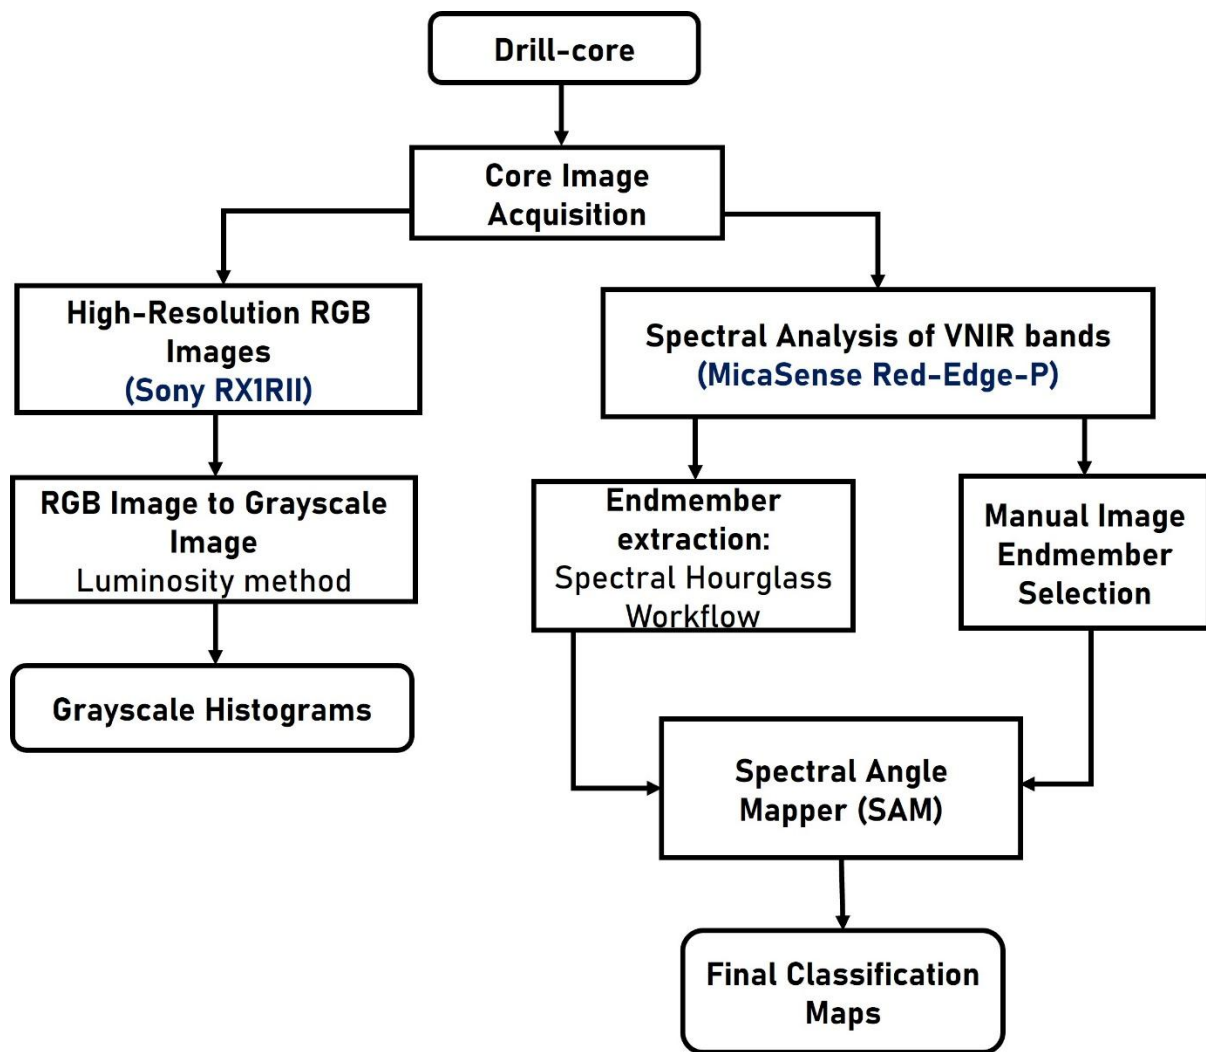 Drill-core
Core Image
Acquisition
High-Resolution RGB
Images
(Sony RX1RII)
Spectral Analysis of VNIR bands
(MicaSense Red-Edge-P)
RGB Image to Grayscale
Image
Luminosity method
Endmember
extraction:
Spectral Hourglass
Workflow
Manual Image
Endmember
Selection
Grayscale Histograms
Spectral Angle
Mapper (SAM)
Final Classification
Maps